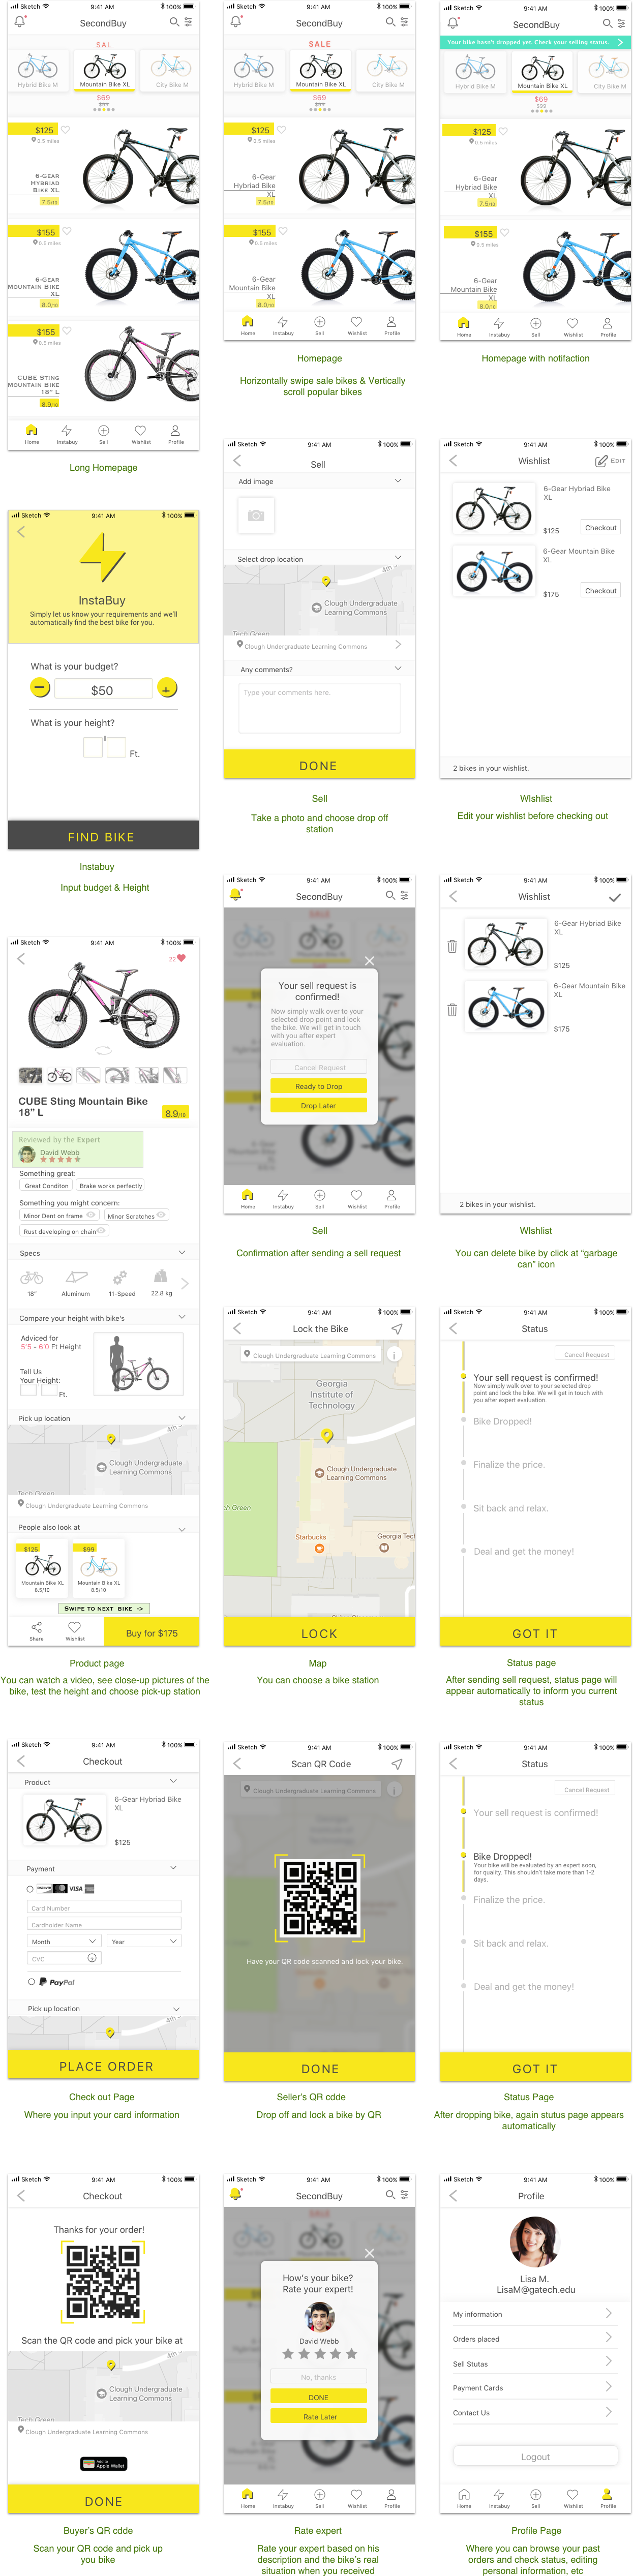 Sketch 9:41 AM 100%
SecondBuy
SAL
Hybrid Bike M
Mountain Bike XL
City Bike M
$69
$125
0.5 miles
6-Gear
Hybriad
Bike XL
7.5/10
$155
0.5 miles
6-Gear
Mountain Bike
XL
8.0/10
$155
0.5 miles
CUBE Sting
Mountain Bike
18" L
8.9/10
Home Instabuy Sell Wishlist Profile
Long Homepage
Sketch 9:41 AM 100%
SecondBuy
SALE
Hybrid Bike M
Mountain Bike XL
City Bike M
$69
$125
0.5 miles
6-Gear
Hybriad Bike
XL
7.5/10
$155
0.5 miles
6-Gear
Mountain Bike
XL
8.0/10
Home Instabuy Sell Wishlist Profile
Homepage
Horizontally swipe sale bikes & Vertically
scroll popular bikes
Sketch 9:41 AM 100%
SecondBuy
Your bike hasn't dropped yet. Check your selling status.
Hybrid Bike M
Mountain Bike XL
City Bike M
$69
$125
0.5 miles
6-Gear
Hybriad Bike
XL
7.5/10
$155
0.5 miles
6-Gear
Mountain Bike
XL
8.0/10
Home Instabuy Sell Wishlist Profile
Homepage with notifaction
Sketch 9:41 AM 100%
InstaBuy
Simply let us know your requirements and we'll
automatically find the best bike for you.
What is your budget?
$50
What is your height?
Ft.
FIND BIKE
Instabuy
Input budget & Height
Sketch 9:41 AM 100%
Sell
Add image
Select drop location
4th
Clough Undergraduate
Learning Commons
Tech Green
Clough Undergraduate Learning Commons
Any comments?
Type your comments here.
DONE
Sell
Take a photo and choose drop off
station
Sketch 9:41 AM 100%
Wishlist
Edit
6-Gear Hybriad Bike
XL
$125
Checkout
6-Gear Mountain Bike
XL
$175
Checkout
2 bikes in your wishlist.
WIshlist
Edit your wishlist before checking out
Sketch 9:41 AM 100%
22
CUBE Sting Mountain Bike
18" L
8.9/10
Reviewed by the Expert
David Webb
Something great:
Great Conditon
Brake works perfectly
Something you might concern:
Minor Dent on frame
Minor Scratches
Rust developing on chain
Specs
18"
Aluminum
11-Speed
22.8 kg
Compare your height with bike's
Adviced for
5'5 - 6'0 Ft Height
Tell Us
Your Height:
Ft.
Pick up location
4th
Clough Undergraduate
Learning Commons
Tech Green
Clough Undergraduate Learning Commons
People also look at
$125
Mountain Bike XL
8.5/10
$99
Mountain Bike XL
8.5/10
Swipe to next bike ->
Share
Wishlist
Buy for $175
Product page
You can watch a video, see close-up pictures of the
bike, test the height and choose pick-up station
Sketch 9:41 AM 100%
SecondBuy
SALE
Your sell request is
confirmed!
Now simply walk over to your
selected drop point and lock
the bike. We will get in touch
with you after expert
evaluation.
Cancel Request
Ready to Drop
Drop Later
Home Instabuy Sell Wishlist Profile
Sell
Confirmation after sending a sell request
Sketch 9:41 AM 100%
Wishlist
6-Gear Hybriad Bike
XL
$125
6-Gear Mountain Bike
XL
$175
2 bikes in your wishlist.
WIshlist
You can delete bike by click at "garbage
can" icon
Sketch 9:41 AM 100%
Lock the Bike
Clough Undergraduate Learning Commons
Georgia
Institute of
Technology
Clough Undergraduate
Learning Commons
Green
Starbucks
Georgia Tech
LOCK
Map
You can choose a bike station
Sketch 9:41 AM 100%
Status
Cancel Request
Your sell request is confirmed!
Now simply walk over to your selected drop
point and lock the bike. We will get in touch with
you after expert evaluation.
Bike Dropped!
Finalize the price.
Sit back and relax.
Deal and get the money!
GOT IT
Status page
After sending sell request, status page will
appear automatically to inform you current
status
Sketch 9:41 AM 100%
Checkout
Product
6-Gear Hybriad Bike
XL
$125
Payment
VISA
Card Number
Cardholder Name
Month
Year
CVC
PayPal
Pick up location
4th
PLACE ORDER
Check out Page
Where you input your card information
Sketch 9:41 AM 100%
Scan QR Code
Clough Undergraduate Learning Commons
Have your QR code scanned and lock your bike.
DONE
Seller's QR cdde
Drop off and lock a bike by QR
Sketch 9:41 AM 100%
Status
Cancel Request
Your sell request is confirmed!
Bike Dropped!
Your bike will be evaluated by an expert soon,
for quality. This shouldn't take more than 1-2
days.
Finalize the price.
Sit back and relax.
Deal and get the money!
GOT IT
Status Page
After dropping bike, again stutus page appears
automatically
Sketch 9:41 AM 100%
Checkout
Thanks for your order!
Scan the QR code and pick your bike at
4th
Clough Undergraduate
Learning Commons
Tech Green
Clough Undergraduate Learning Commons
Add to
Apple Wallet
DONE
Buyer's QR cdde
Scan your QR code and pick up
you bike
Sketch 9:41 AM 100%
SecondBuy
How's your bike?
Rate your expert!
David Webb
No, thanks
DONE
Rate Later
Home Instabuy Sell Wishlist Profile
Rate expert
Rate your expert based on his
description and the bike's real
situation when you received
Sketch 9:41 AM 100%
Profile
Lisa M.
LisaM@gatech.edu
My information
Orders placed
Sell Stutas
Payment Cards
Contact Us
Logout
Home Instabuy Sell Wishlist Profile
Profile Page
Where you can browse your past
orders and check status, editing
personal information, etc